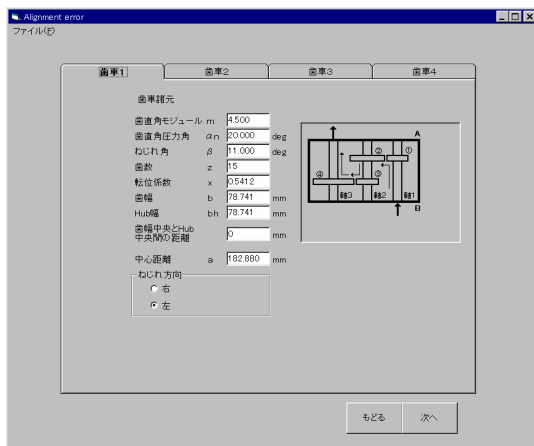 Alignment error
ファイル(F)
歯車1 歯車2 歯車3 歯車4
歯車諸元
歯直角モジュール m 4.500
歯直角圧力角 αn 20.000 deg
ねじれ角 β 11.000 deg
歯数 z 15
転位係数 x 0.5412
歯幅 b 78.741 mm
Hub幅 bh 78.741 mm
歯幅中央とHub
中央間の距離 0 mm
中心距離 a 182.880 mm
ねじれ方向
右
左
A
② ①
④ ③
軸3 軸2 軸1
B
もどる 次へ